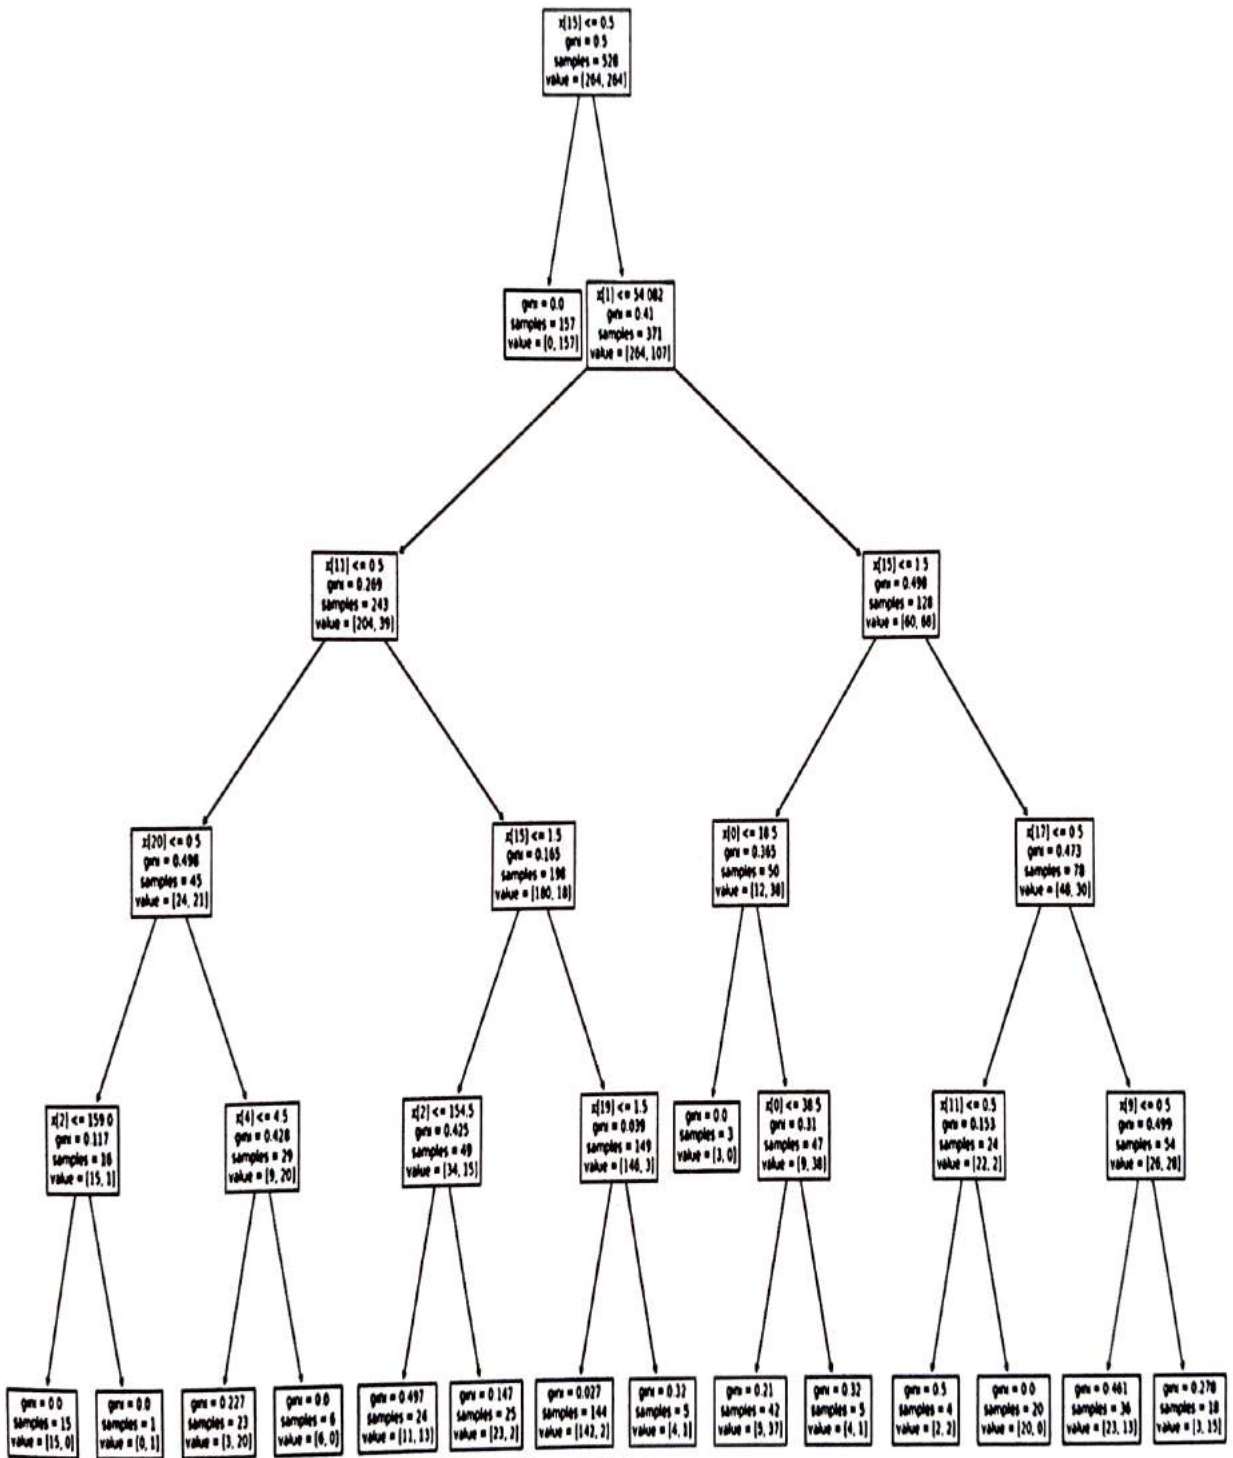 x[15] <= 0.5
gini = 0.5
samples = 528
value = [264, 264]
gini = 0.0
samples = 157
value = [0, 157]
x[1] <= 54.082
gini = 0.41
samples = 371
value = [264, 107]
x[11] <= 0.5
gini = 0.269
samples = 243
value = [204, 39]
x[15] <= 1.5
gini = 0.498
samples = 128
value = [60, 68]
x[20] <= 0.5
gini = 0.498
samples = 45
value = [24, 21]
x[15] <= 1.5
gini = 0.165
samples = 198
value = [180, 18]
x[0] <= 18.5
gini = 0.365
samples = 50
value = [12, 38]
x[17] <= 0.5
gini = 0.473
samples = 78
value = [48, 30]
x[2] <= 159.0
gini = 0.117
samples = 16
value = [15, 1]
x[4] <= 4.5
gini = 0.428
samples = 29
value = [9, 20]
x[2] <= 154.5
gini = 0.425
samples = 49
value = [34, 15]
x[19] <= 1.5
gini = 0.039
samples = 149
value = [146, 3]
gini = 0.0
samples = 3
value = [3, 0]
x[0] <= 38.5
gini = 0.31
samples = 47
value = [9, 38]
x[11] <= 0.5
gini = 0.153
samples = 24
value = [22, 2]
x[9] <= 0.5
gini = 0.499
samples = 54
value = [26, 28]
gini = 0.0
samples = 15
value = [15, 0]
gini = 0.0
samples = 1
value = [0, 1]
gini = 0.227
samples = 23
value = [3, 20]
gini = 0.0
samples = 6
value = [6, 0]
gini = 0.497
samples = 24
value = [11, 13]
gini = 0.147
samples = 25
value = [23, 2]
gini = 0.027
samples = 144
value = [142, 2]
gini = 0.32
samples = 5
value = [4, 1]
gini = 0.21
samples = 42
value = [5, 37]
gini = 0.32
samples = 5
value = [4, 1]
gini = 0.5
samples = 4
value = [2, 2]
gini = 0.0
samples = 20
value = [20, 0]
gini = 0.461
samples = 36
value = [23, 13]
gini = 0.278
samples = 18
value = [3, 15]